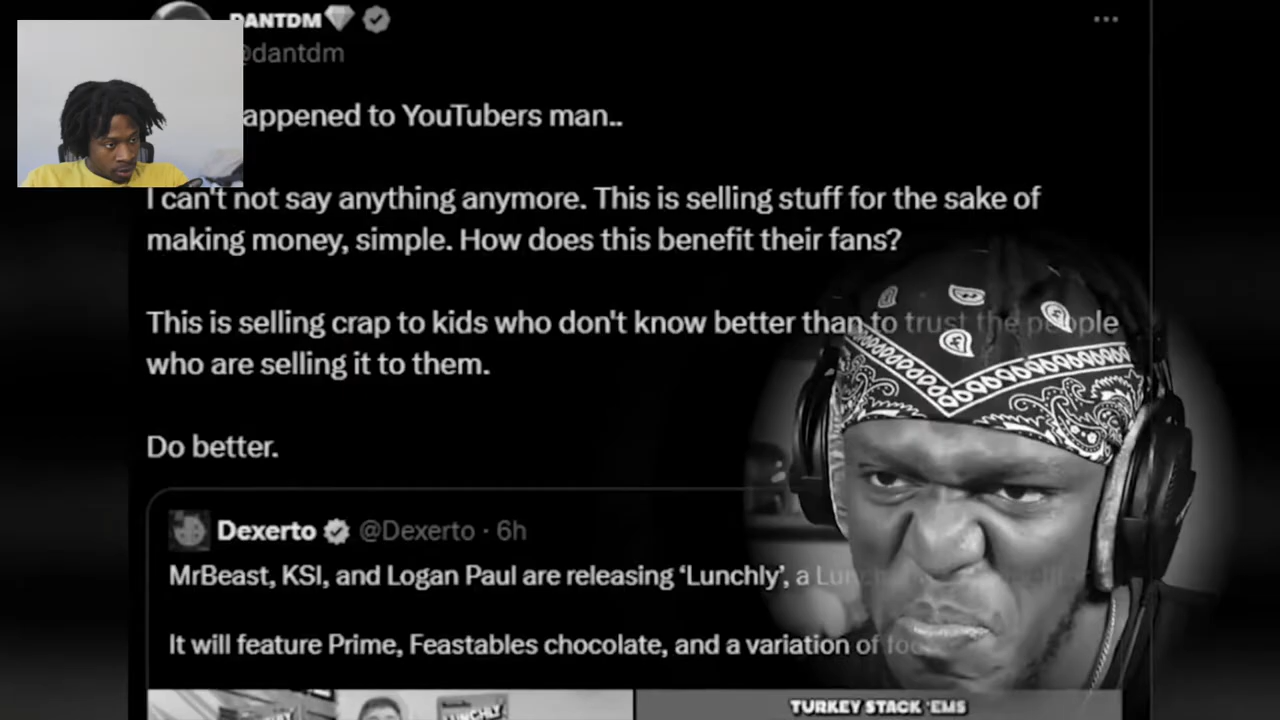 DANTDM
@dantdm
appened to YouTubers man..
I can't not say anything anymore. This is selling stuff for the sake of
making money, simple. How does this benefit their fans?
This is selling crap to kids who don't know better than to trust the people
who are selling it to them.
Do better.
Dexerto @Dexerto · 6h
MrBeast, KSI, and Logan Paul are releasing ‘Lunchly’, a
It will feature Prime, Feastables chocolate, and a variation of
LUNCHLY
TURKEY STACK 'EMS